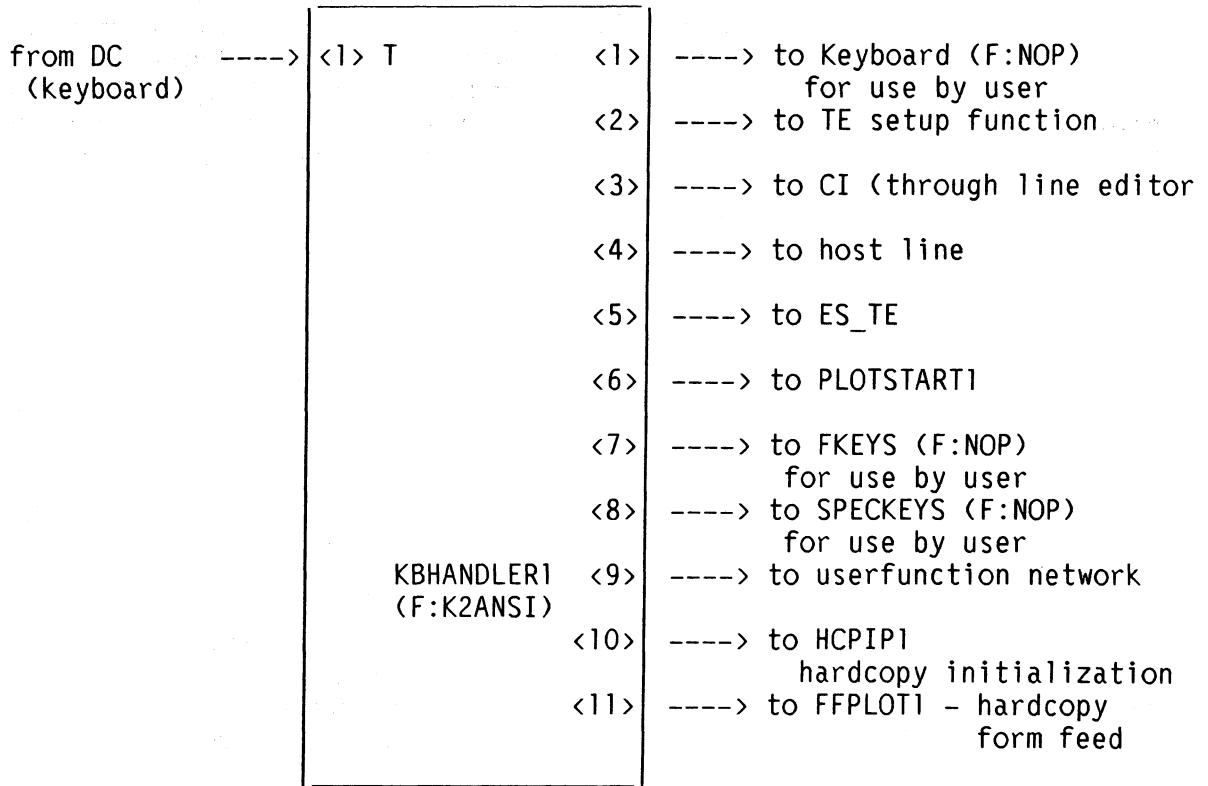 from DC ----> <1> T <1> ----> to Keyboard (F:NOP)
(keyboard) for use by user
<2> ----> to TE setup function
<3> ----> to CI (through line editor
<4> ----> to host line
<5> ----> to ES_TE
<6> ----> to PLOTSTART1
<7> ----> to FKEYS (F:NOP)
for use by user
<8> ----> to SPECKEYS (F:NOP)
for use by user
KBHANDLER1 <9> ----> to userfunction network
(F:K2ANSI)
<10> ----> to HCPIP1
hardcopy initialization
<11> ----> to FFPLOT1 – hardcopy
form feed